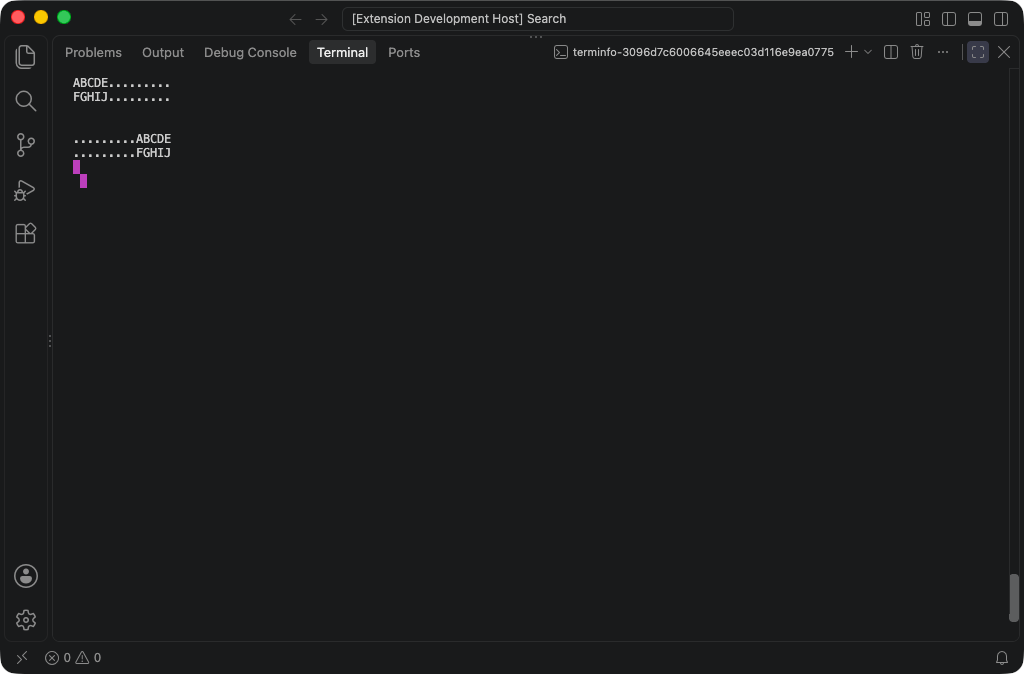 [Extension Development Host] Search
Problems Output Debug Console Terminal Ports terminfo-3096d7c6006645eeec03d116e9ea0775
ABCDE.........
FGHIJ.........
.........ABCDE
.........FGHIJ
0 0